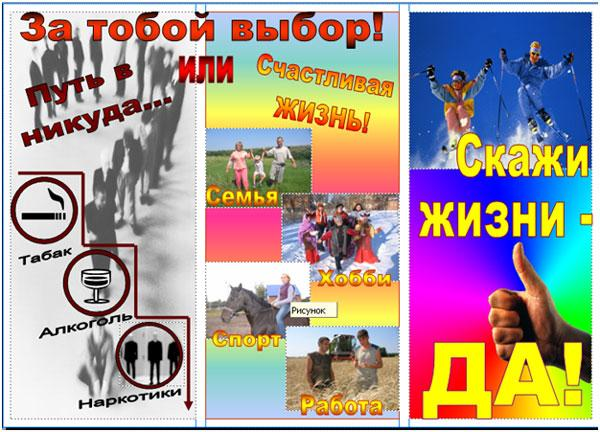 За тобой выбор!
Путь в
никуда...
Табак
Алкоголь
Наркотики
ИЛИ
Счастливая
жизнь!
Семья
Хобби
Рисунок
Спорт
Работа
Скажи
жизни -
ДА!